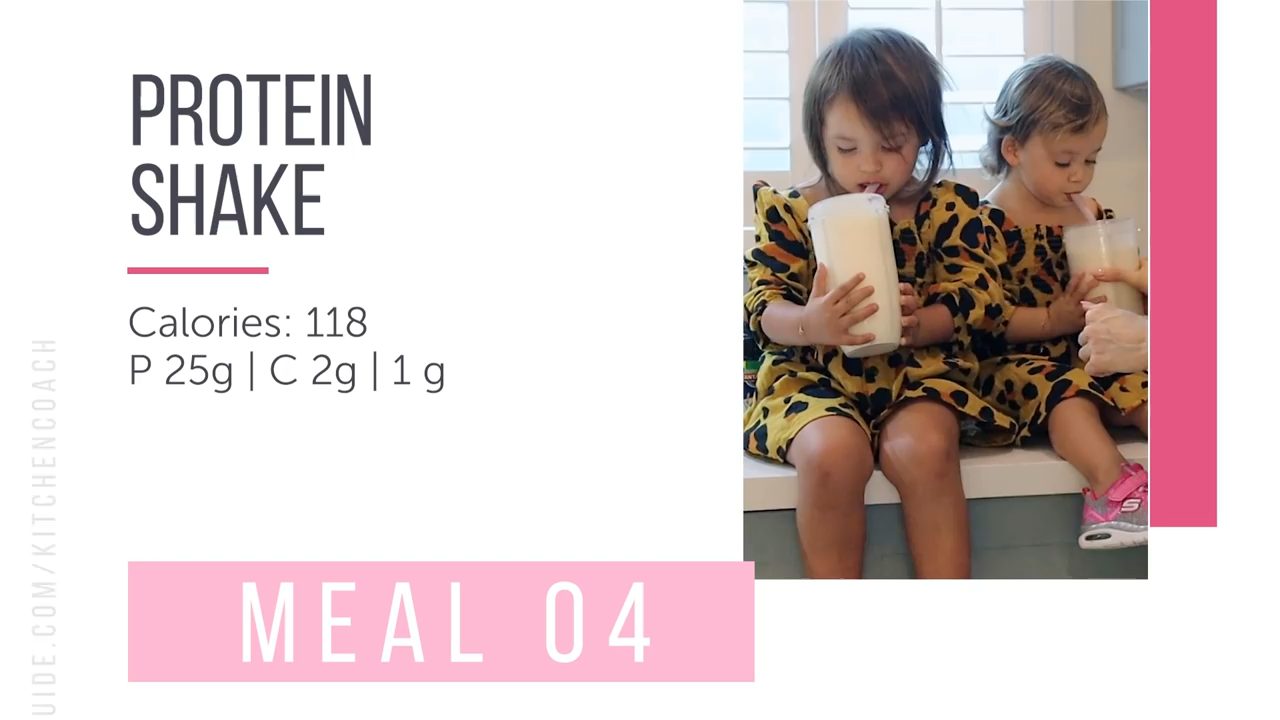 PROTEIN
SHAKE
Calories: 118
P 25g | C 2g | 1 g
MEAL 04
UIDE.COM/KITCHENCOACH
S